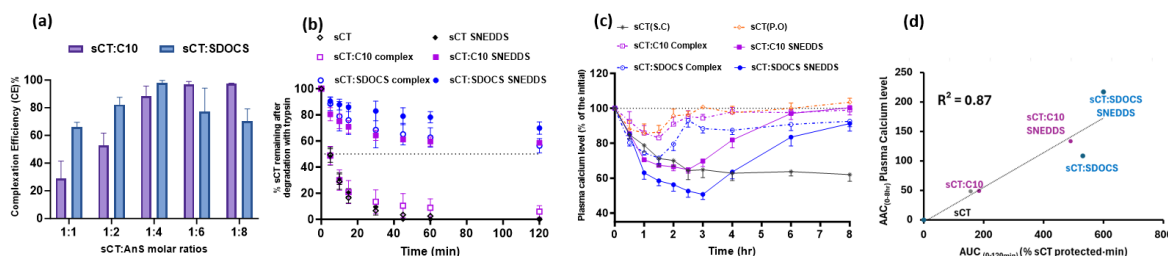 (a)
sCT:C10 sCT:SDOCS
Complexation Efficiency (CE)%
100
80
60
40
20
0
1:1 1:2 1:4 1:6 1:8
sCT:AnS molar ratios
(b)
sCT sCT SNEDDS
sCT:C10 complex sCT:C10 SNEDDS
sCT:SDOCS complex sCT:SDOCS SNEDDS
% sCT remaining after
degradation with trypsin
100
80
60
40
20
0
0 20 40 60 80 100 120
Time (min)
(c)
sCT(S.C) sCT(P.O)
sCT:C10 Complex sCT:C10 SNEDDS
sCT:SDOCS Complex sCT:SDOCS SNEDDS
Plasma calcium level (% of the initial)
120
100
80
60
40
0 2 4 6 8
Time (hr)
(d)
AAC(0-8hr) Plasma Calcium level
250
200
150
100
50
0
R² = 0.87
sCT:SDOCS
SNEDDS
sCT:C10
SNEDDS
sCT:SDOCS
sCT:C10
sCT
0 200 400 600 800
AUC (0-120min) (% sCT protected-min)